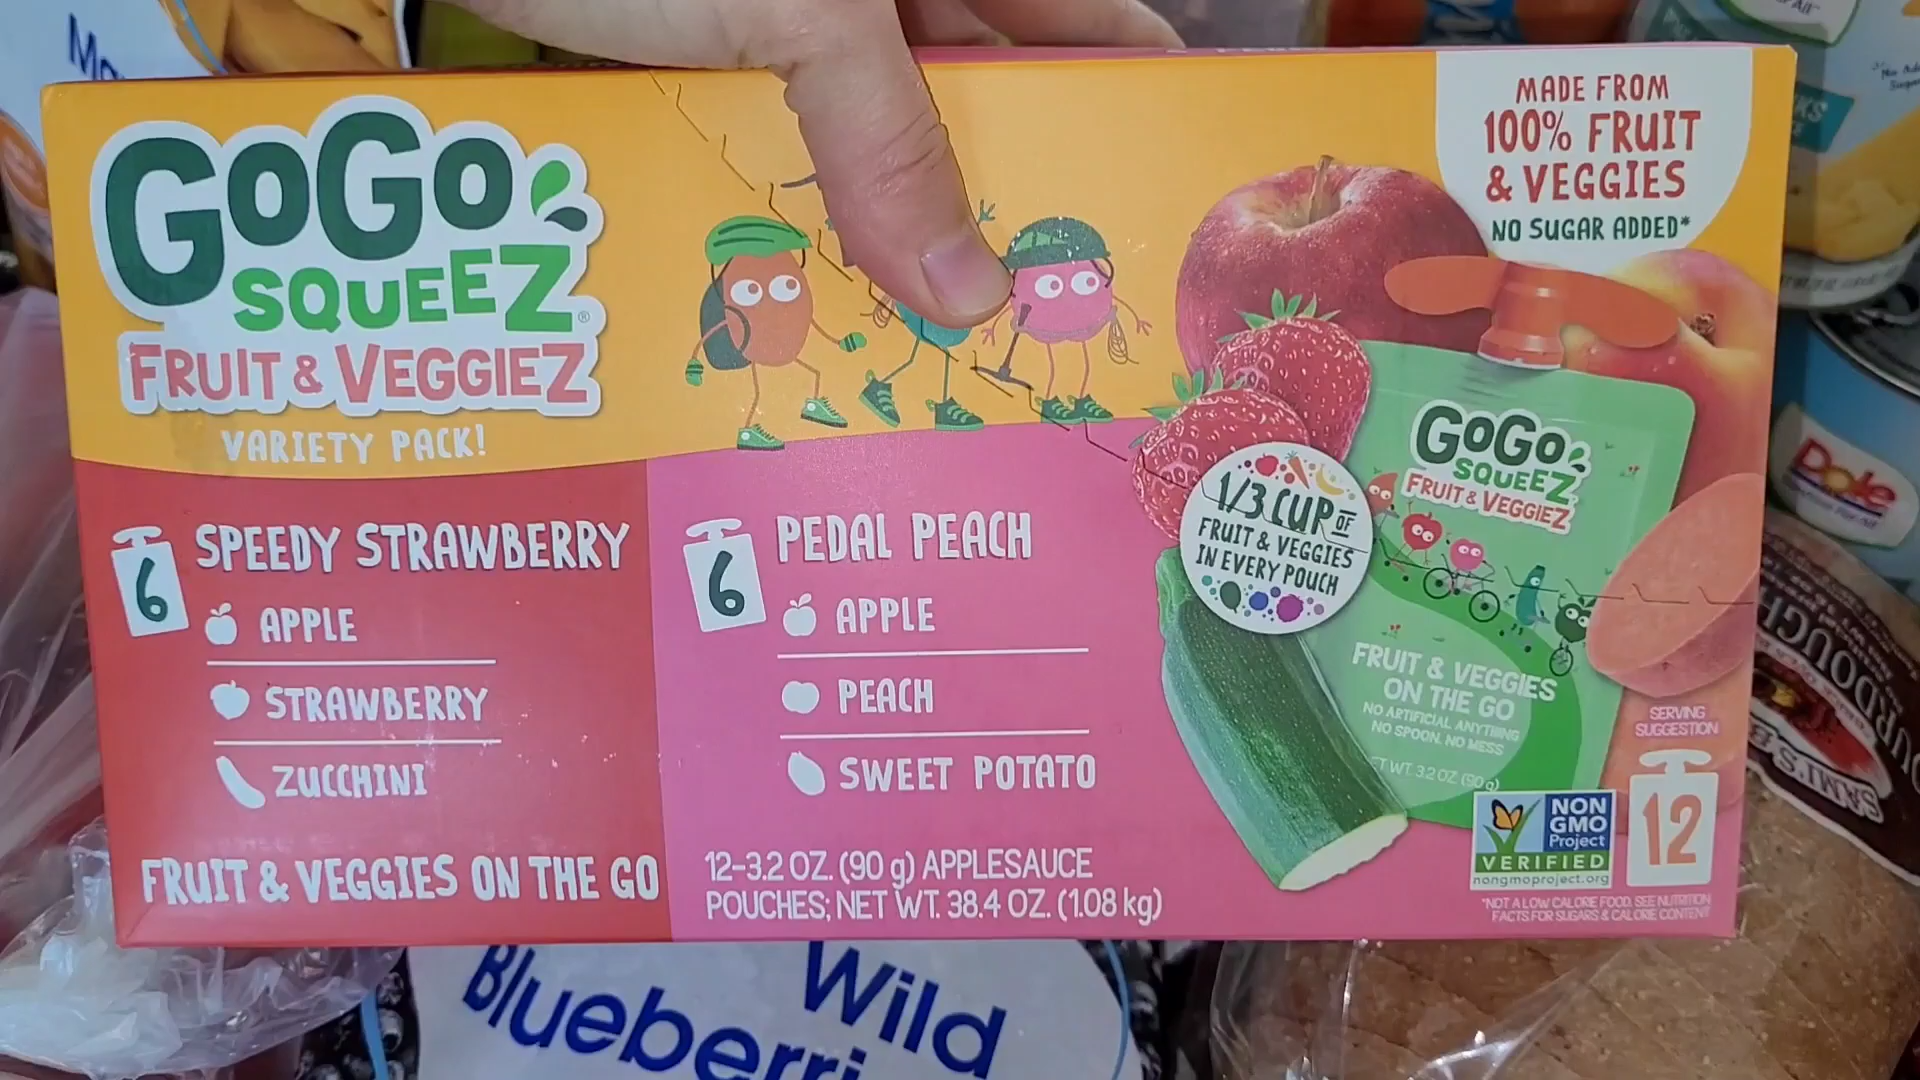 GoGo
SQUEEZ®
FRUIT & VEGGIEZ
VARIETY PACK!
MADE FROM
100% FRUIT
& VEGGIES
NO SUGAR ADDED*
6
SPEEDY STRAWBERRY
APPLE
STRAWBERRY
ZUCCHINI
FRUIT & VEGGIES ON THE GO
6
PEDAL PEACH
APPLE
PEACH
SWEET POTATO
12-3.2 OZ. (90 g) APPLESAUCE
POUCHES; NET WT. 38.4 OZ. (1.08 kg)
1/3 CUP OF
FRUIT & VEGGIES
IN EVERY POUCH
GoGo
SQUEEZ
FRUIT & VEGGIEZ
FRUIT & VEGGIES
ON THE GO
NO ARTIFICIAL ANYTHING
NO SPOON, NO MESS
WT. 3.2 OZ (90 g)
SERVING
SUGGESTION
NON
GMO
Project
VERIFIED
nongmoproject.org
12
*NOT A LOW CALORIE FOOD. SEE NUTRITION
FACTS FOR SUGARS & CALORIE CONTENT
Dole
SAMI'S
Wild